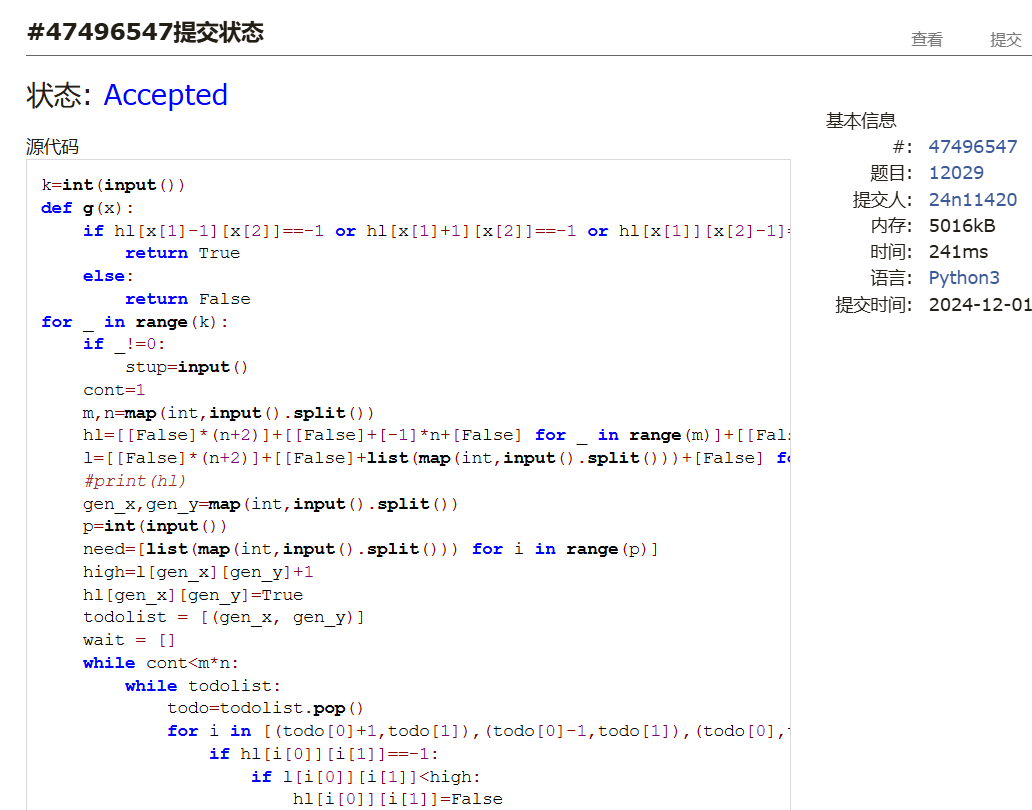 #47496547提交状态
查看 提交
状态: Accepted
基本信息
#: 47496547
题目: 12029
提交人: 24n11420
内存: 5016kB
时间: 241ms
语言: Python3
提交时间: 2024-12-01
源代码
k=int(input())
def g(x):
    if hl[x[1]-1][x[2]]==-1 or hl[x[1]+1][x[2]]==-1 or hl[x[1]][x[2]-1]=
        return True
    else:
        return False
for _ in range(k):
    if _!=0:
        stup=input()
    cont=1
    m,n=map(int,input().split())
    hl=[[False]*(n+2)]+[[False]+[-1]*n+[False] for _ in range(m)]+[[Fal
    l=[[False]*(n+2)]+[[False]+list(map(int,input().split()))+[False] fo
    #print(hl)
    gen_x,gen_y=map(int,input().split())
    p=int(input())
    need=[list(map(int,input().split())) for i in range(p)]
    high=l[gen_x][gen_y]+1
    hl[gen_x][gen_y]=True
    todolist = [(gen_x, gen_y)]
    wait = []
    while cont<m*n:
        while todolist:
            todo=todolist.pop()
            for i in [(todo[0]+1,todo[1]),(todo[0]-1,todo[1]),(todo[0],
                if hl[i[0]][i[1]]==-1:
                    if l[i[0]][i[1]]<high:
                        hl[i[0]][i[1]]=False